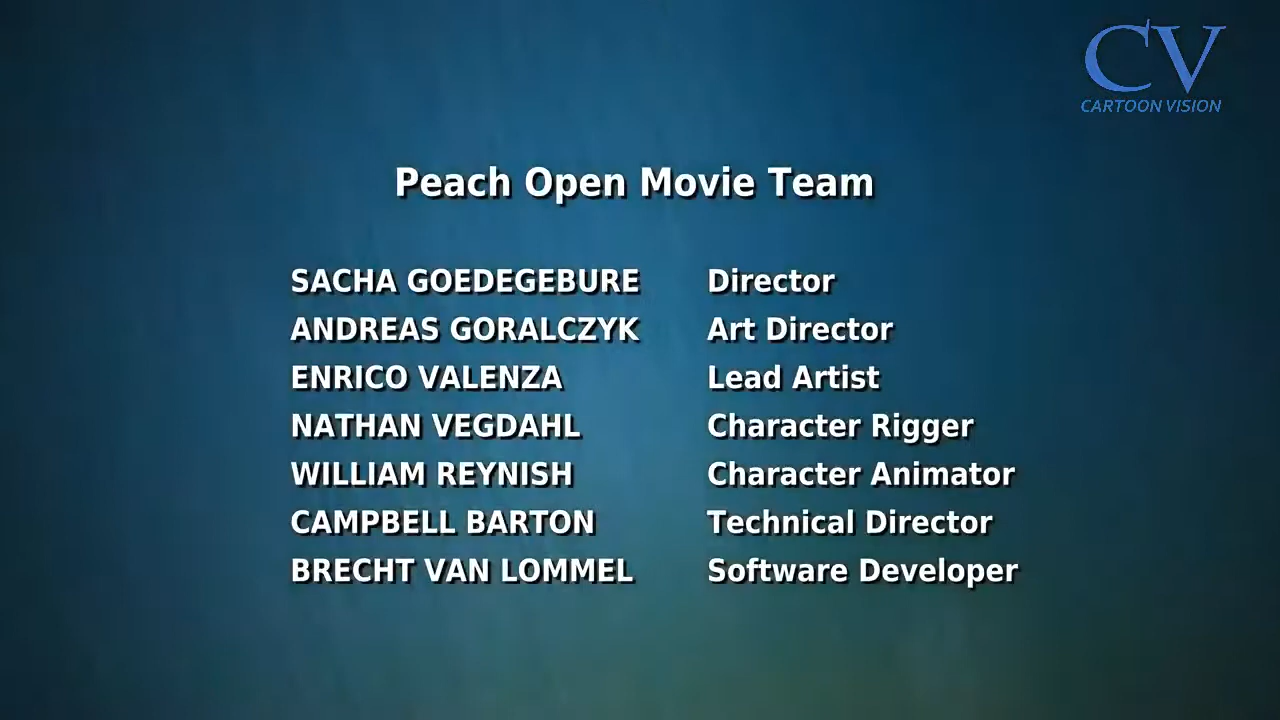 CV
CARTOON VISION
Peach Open Movie Team
SACHA GOEDEGEBURE Director
ANDREAS GORALCZYK Art Director
ENRICO VALENZA Lead Artist
NATHAN VEGDAHL Character Rigger
WILLIAM REYNISH Character Animator
CAMPBELL BARTON Technical Director
BRECHT VAN LOMMEL Software Developer